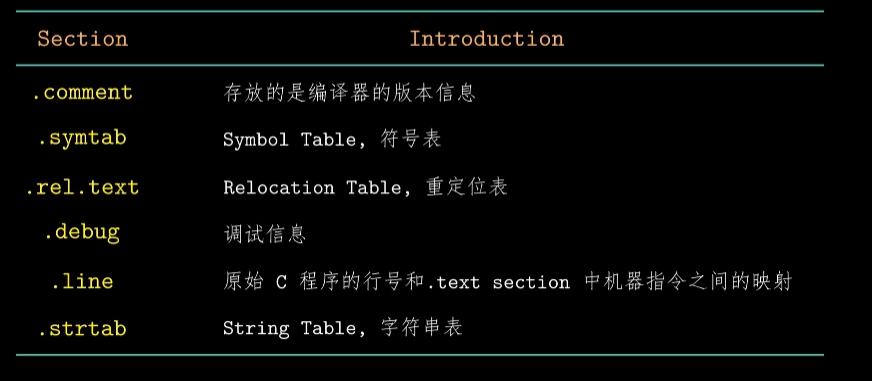 Section Introduction
.comment 存放的是编译器的版本信息
.symtab Symbol Table, 符号表
.rel.text Relocation Table, 重定位表
.debug 调试信息
.line 原始 C 程序的行号和.text section 中机器指令之间的映射
.strtab String Table, 字符串表